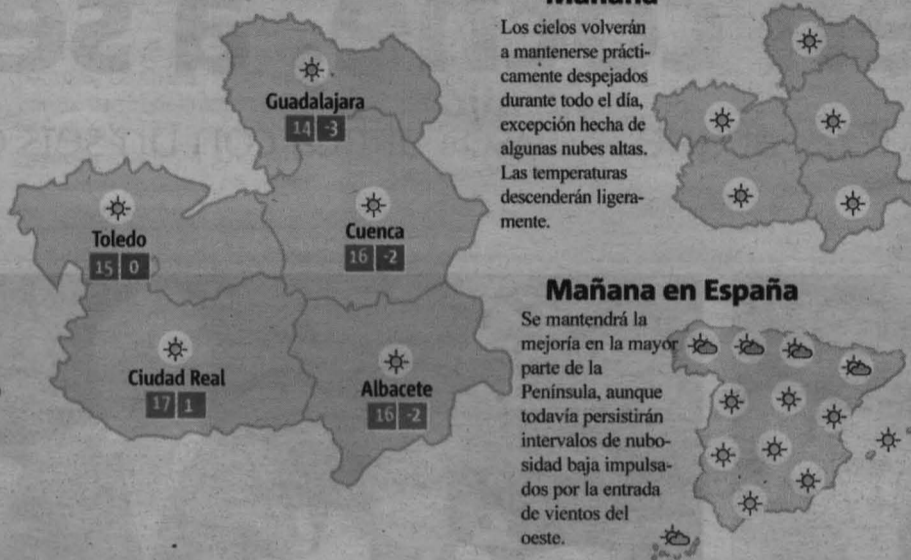 Mañana
Los cielos volverán
a mantenerse prácti-
camente despejados
durante todo el día,
excepción hecha de
algunas nubes altas.
Las temperaturas
descenderán ligera-
mente.
Guadalajara
14 -3
Toledo
15 0
Cuenca
16 -2
Ciudad Real
17 1
Albacete
16 -2
Mañana en España
Se mantendrá la
mejoría en la mayor
parte de la
Península, aunque
todavía persistirán
intervalos de nubo-
sidad baja impulsa-
dos por la entrada
de vientos del
oeste.